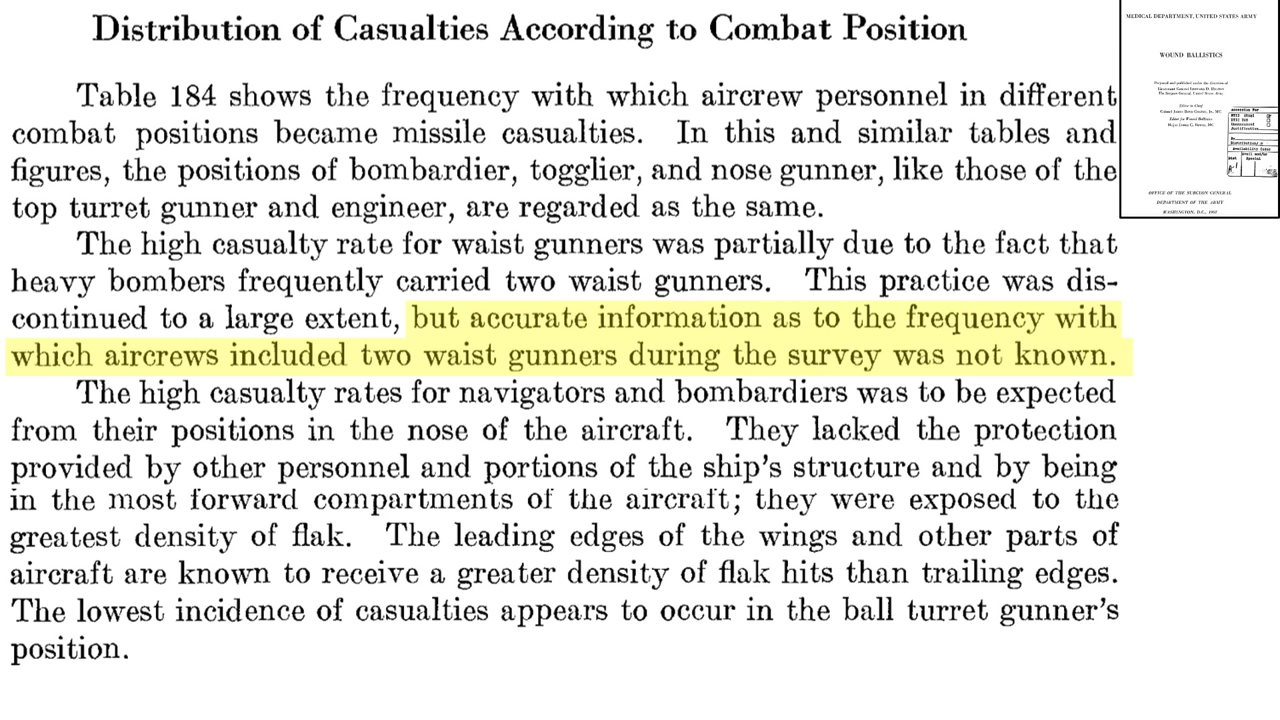 Distribution of Casualties According to Combat Position
Table 184 shows the frequency with which aircrew personnel in different
combat positions became missile casualties. In this and similar tables and
figures, the positions of bombardier, togglier, and nose gunner, like those of the
top turret gunner and engineer, are regarded as the same.
The high casualty rate for waist gunners was partially due to the fact that
heavy bombers frequently carried two waist gunners. This practice was dis-
continued to a large extent, but accurate information as to the frequency with
which aircrews included two waist gunners during the survey was not known.
The high casualty rates for navigators and bombardiers was to be expected
from their positions in the nose of the aircraft. They lacked the protection
provided by other personnel and portions of the ship's structure and by being
in the most forward compartments of the aircraft; they were exposed to the
greatest density of flak. The leading edges of the wings and other parts of
aircraft are known to receive a greater density of flak hits than trailing edges.
The lowest incidence of casualties appears to occur in the ball turret gunner's
position.
MEDICAL DEPARTMENT, UNITED STATES ARMY
WOUND BALLISTICS
OFFICE OF THE SURGEON GENERAL
DEPARTMENT OF THE ARMY
WASHINGTON, D.C.